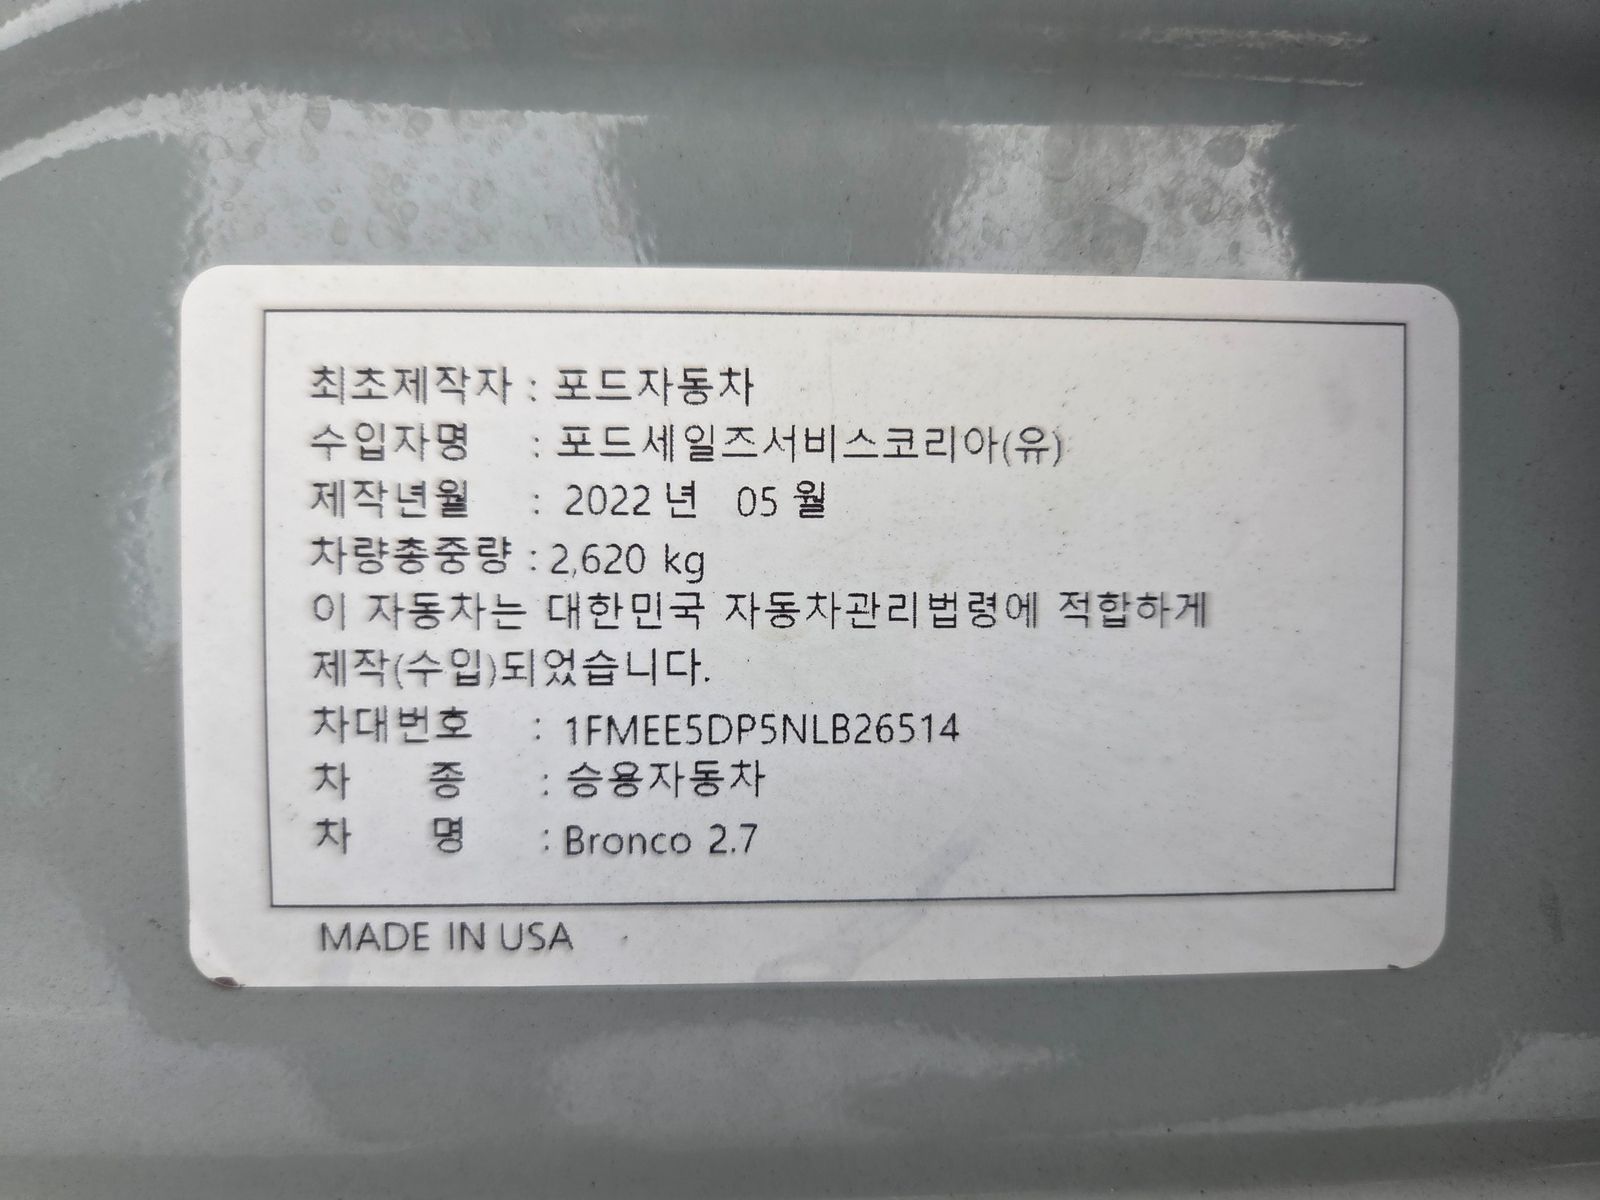 최초제작자 : 포드자동차
수입자명 : 포드세일즈서비스코리아(유)
제작년월 : 2022 년 05 월
차량총중량 : 2,620 kg
이 자동차는 대한민국 자동차관리법령에 적합하게
제작(수입)되었습니다.
차대번호 : 1FMEE5DP5NLB26514
차 종 : 승용자동차
차 명 : Bronco 2.7
MADE IN USA